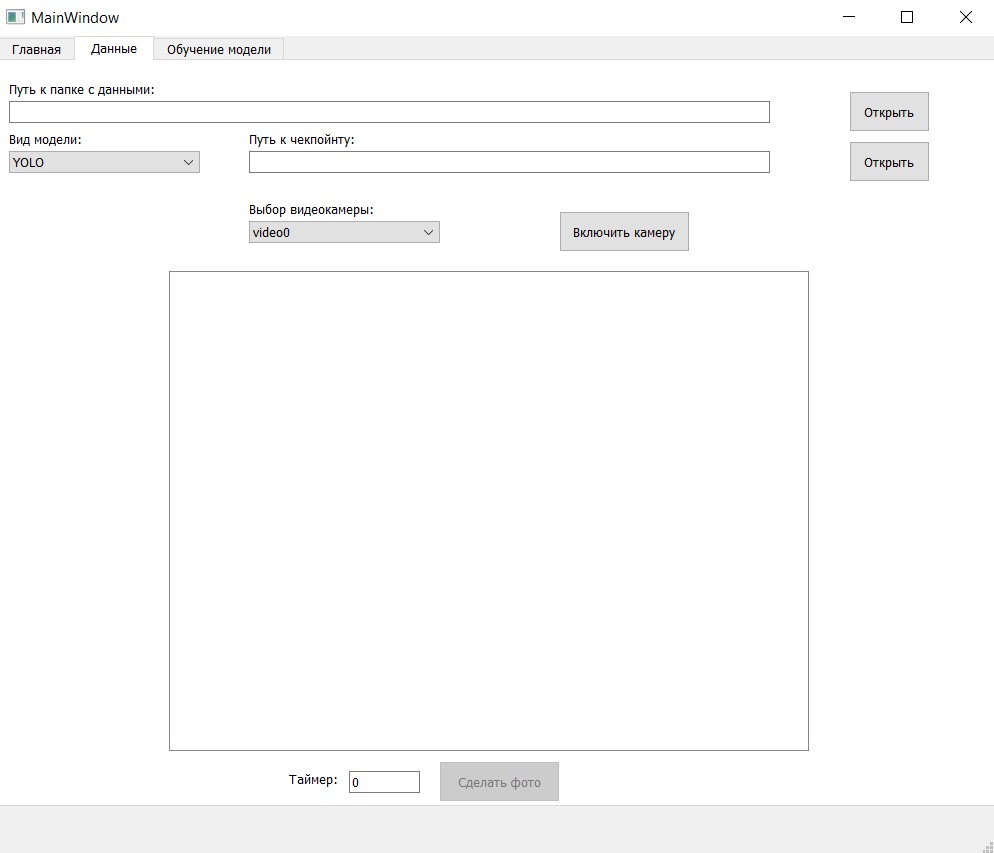 MainWindow
Главная Данные Обучение модели
Путь к папке с данными:
Открыть
Вид модели: Путь к чекпойнту:
YOLO Открыть
Выбор видеокамеры:
video0 Включить камеру
Таймер: 0 Сделать фото